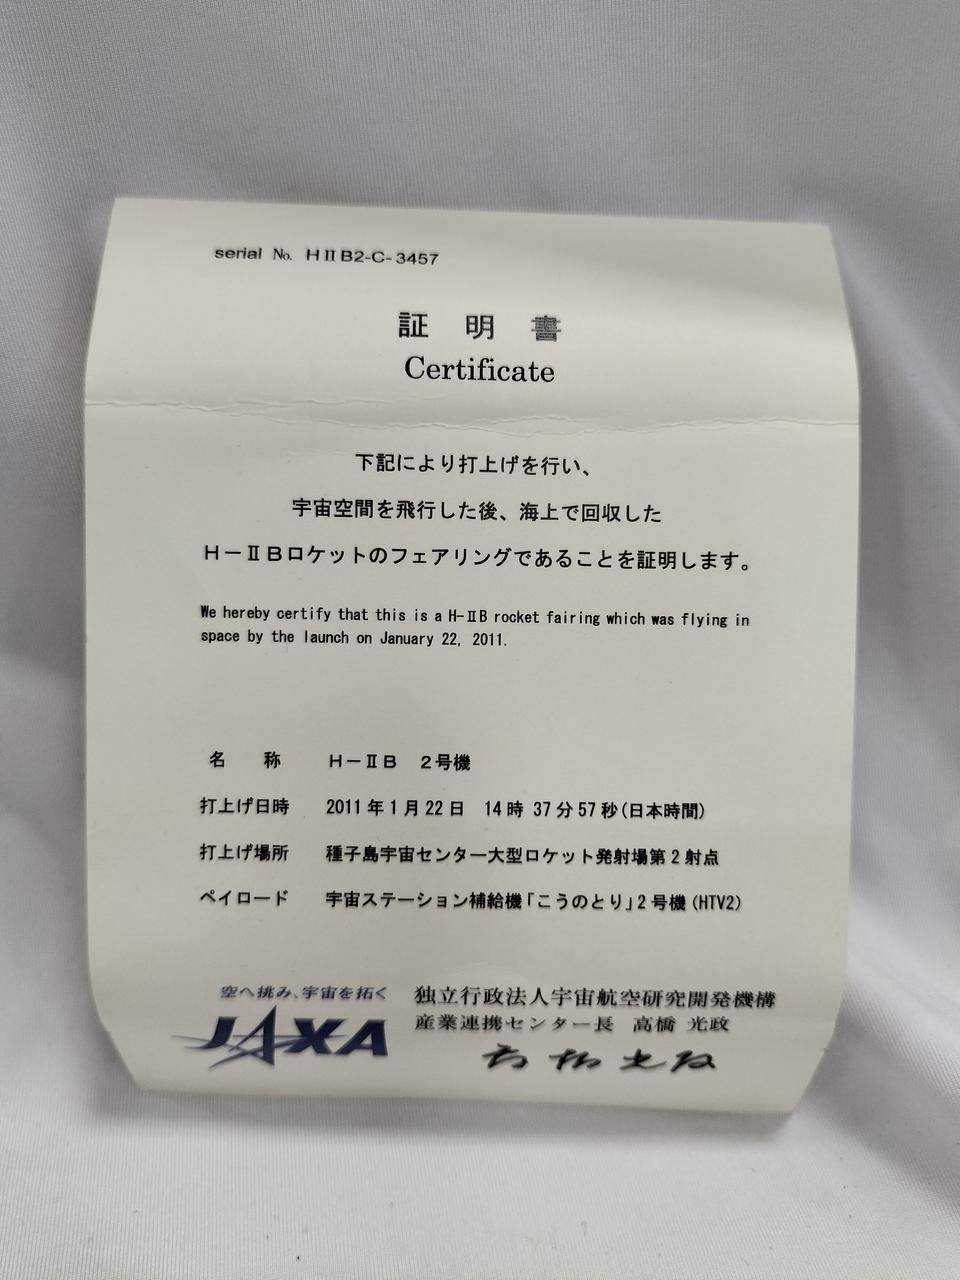 serial No. HⅡB2-C-3457
証 明 書
Certificate
下記により打上げを行い、
宇宙空間を飛行した後、海上で回収した
H－ⅡBロケットのフェアリングであることを証明します。
We hereby certify that this is a H-ⅡB rocket fairing which was flying in
space by the launch on January 22, 2011.
名 称 H－ⅡB 2号機
打上げ日時 2011年1月22日 14時37分57秒(日本時間)
打上げ場所 種子島宇宙センター大型ロケット発射場第2射点
ペイロード 宇宙ステーション補給機「こうのとり」2号機(HTV2)
空へ挑み、宇宙を拓く
JAXA
独立行政法人宇宙航空研究開発機構
産業連携センター長 高橋 光政
高橋光政